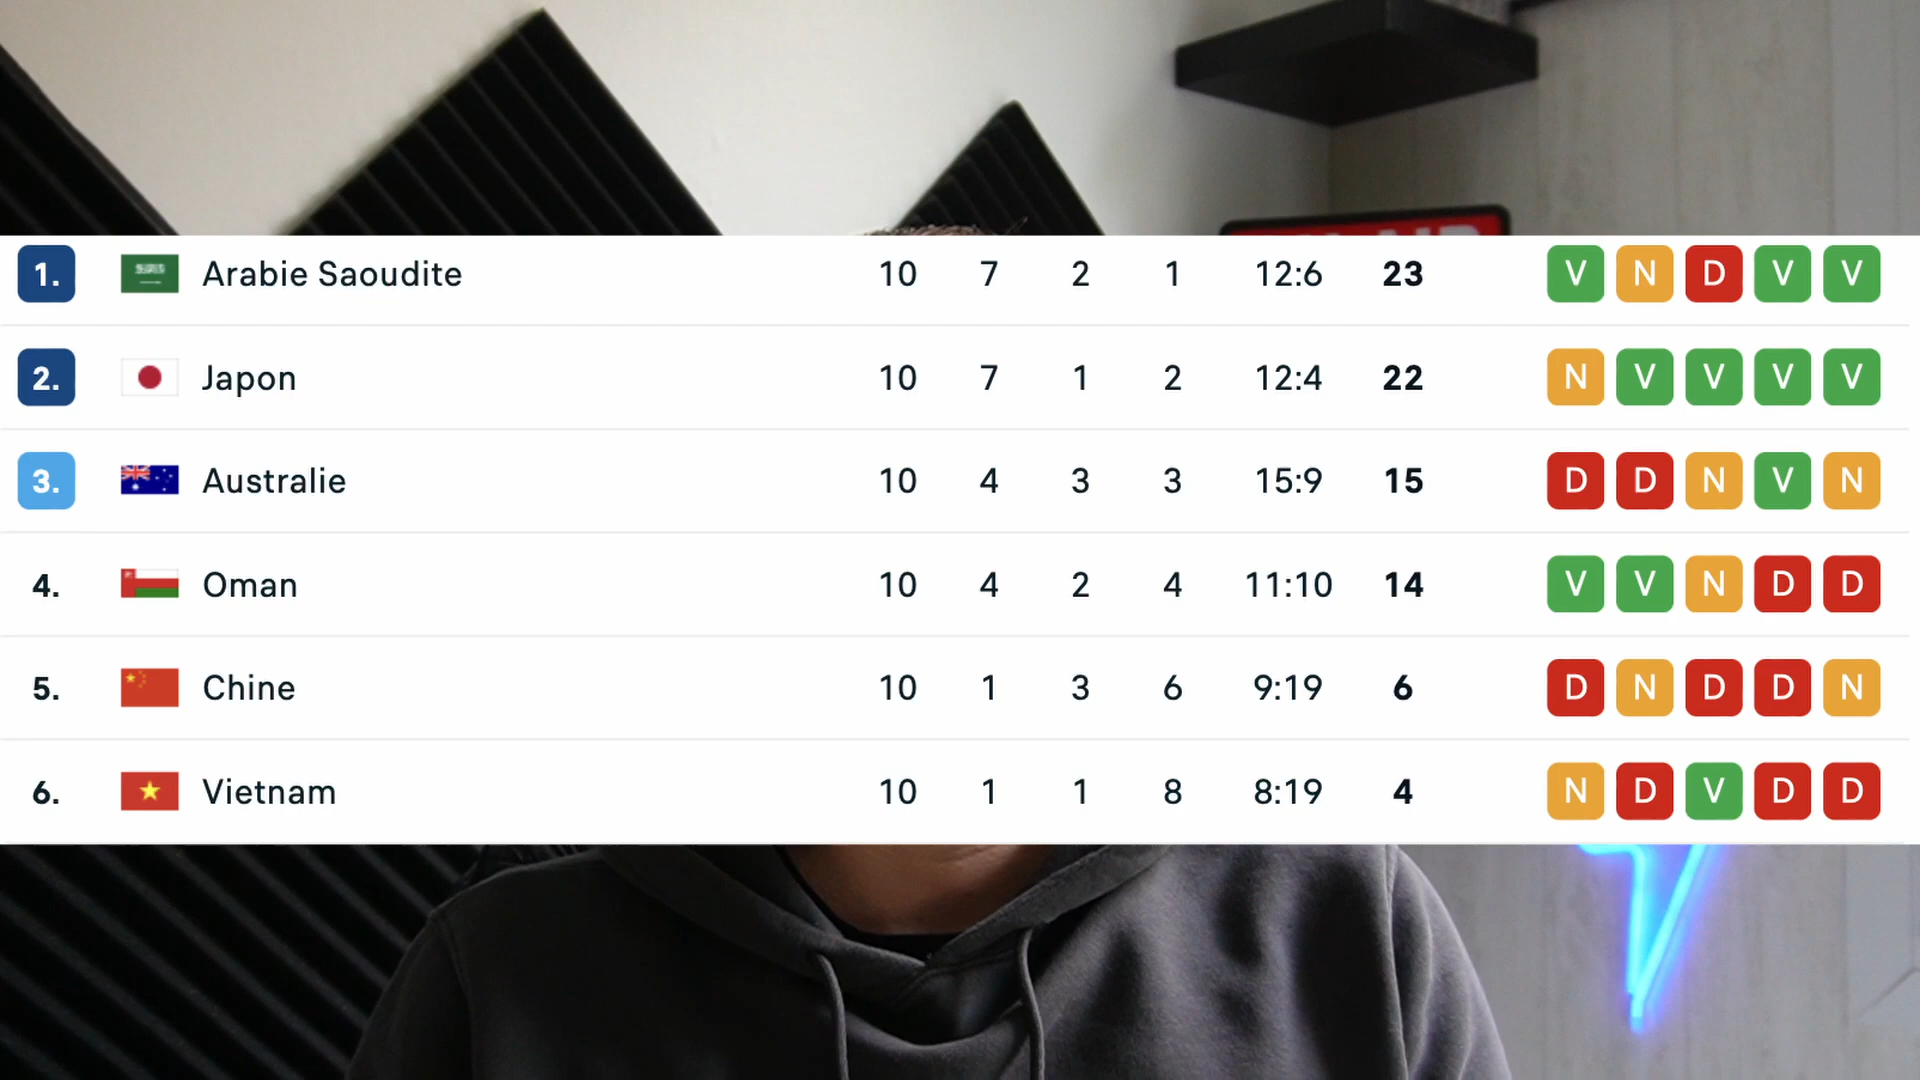 1. Arabie Saoudite 10 7 2 1 12:6 23 V N D V V
2. Japon 10 7 1 2 12:4 22 N V V V V
3. Australie 10 4 3 3 15:9 15 D D N V N
4. Oman 10 4 2 4 11:10 14 V V N D D
5. Chine 10 1 3 6 9:19 6 D N D D N
6. Vietnam 10 1 1 8 8:19 4 N D V D D